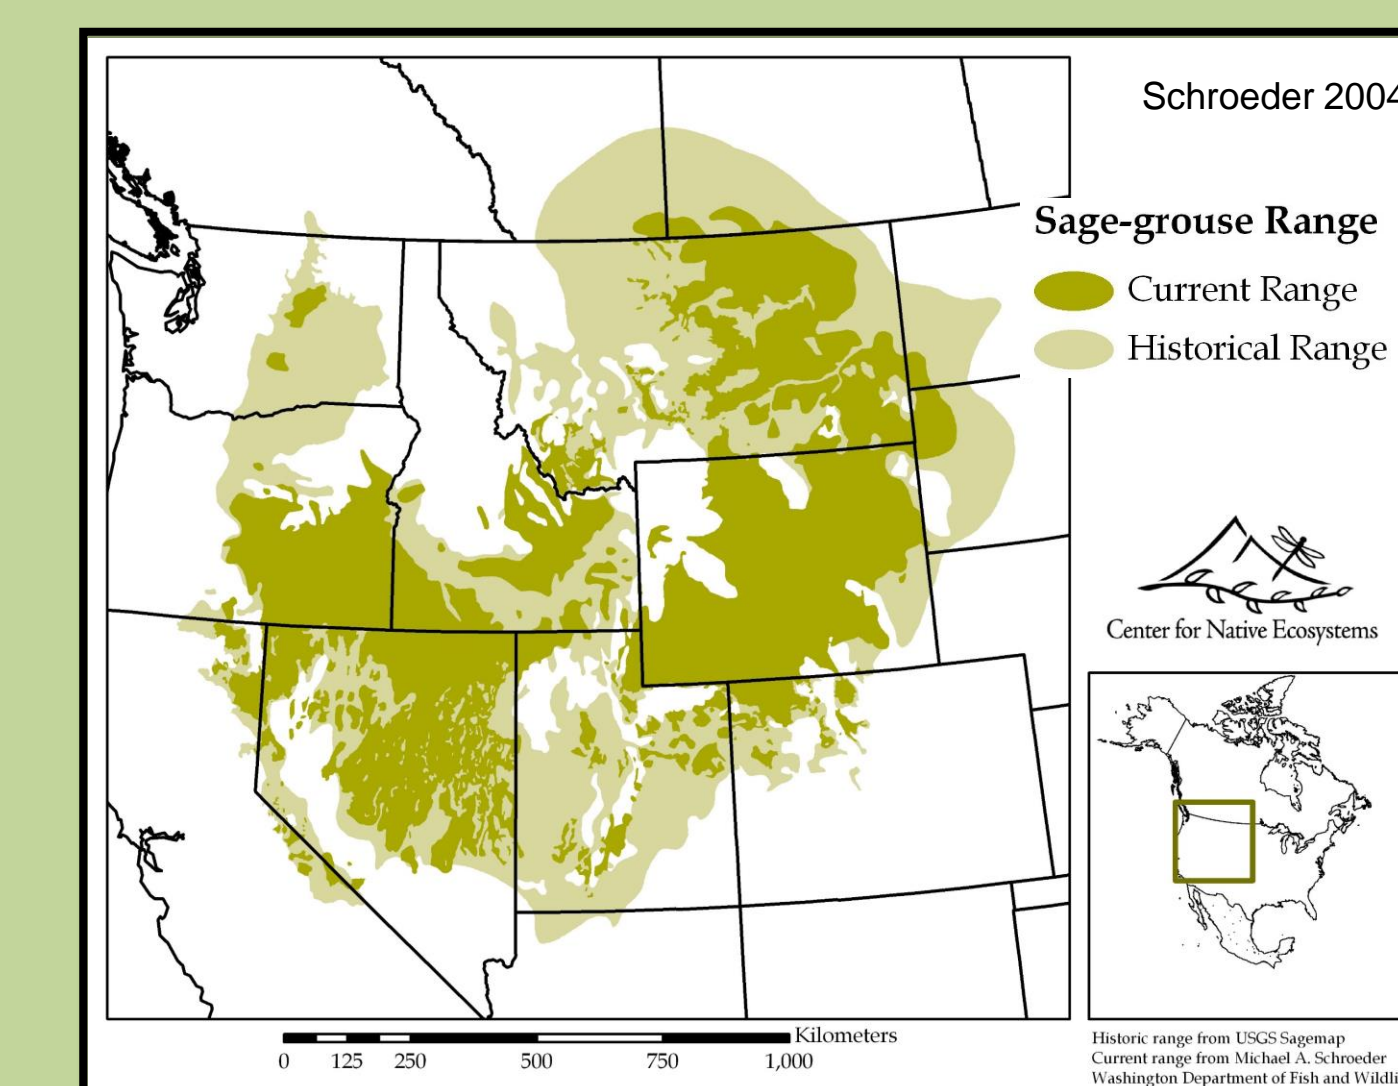 Schroeder 2004
Sage-grouse Range
Current Range
Historical Range
Center for Native Ecosystems
Kilometers
0 125 250 500 750 1,000
Historic range from USGS Sagemap
Current range from Michael A. Schroeder
Washington Department of Fish and Wildli